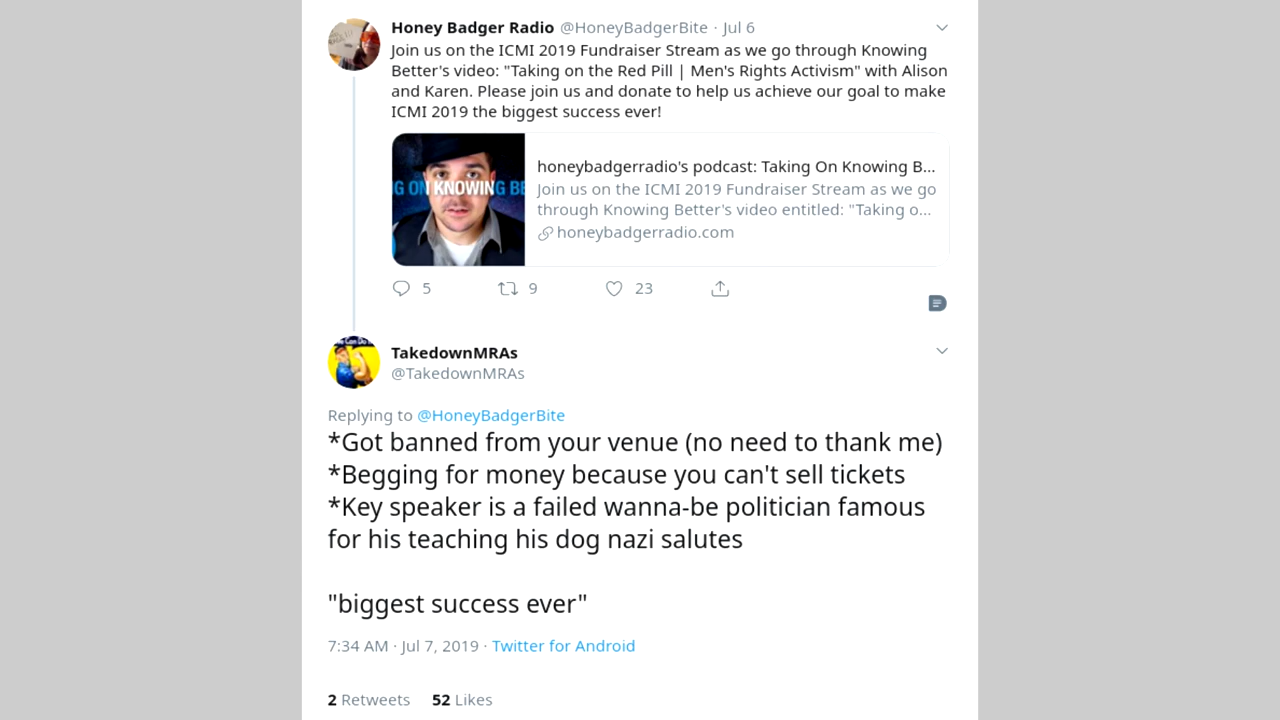 Honey Badger Radio @HoneyBadgerBite · Jul 6
Join us on the ICMI 2019 Fundraiser Stream as we go through Knowing
Better's video: "Taking on the Red Pill | Men's Rights Activism" with Alison
and Karen. Please join us and donate to help us achieve our goal to make
ICMI 2019 the biggest success ever!
G ON KNOWING BE
honeybadgerradio's podcast: Taking On Knowing B...
Join us on the ICMI 2019 Fundraiser Stream as we go
through Knowing Better's video entitled: "Taking o...
honeybadgerradio.com
5 9 23
TakedownMRAs
@TakedownMRAs
Replying to @HoneyBadgerBite
*Got banned from your venue (no need to thank me)
*Begging for money because you can't sell tickets
*Key speaker is a failed wanna-be politician famous
for his teaching his dog nazi salutes
"biggest success ever"
7:34 AM · Jul 7, 2019 · Twitter for Android
2 Retweets 52 Likes